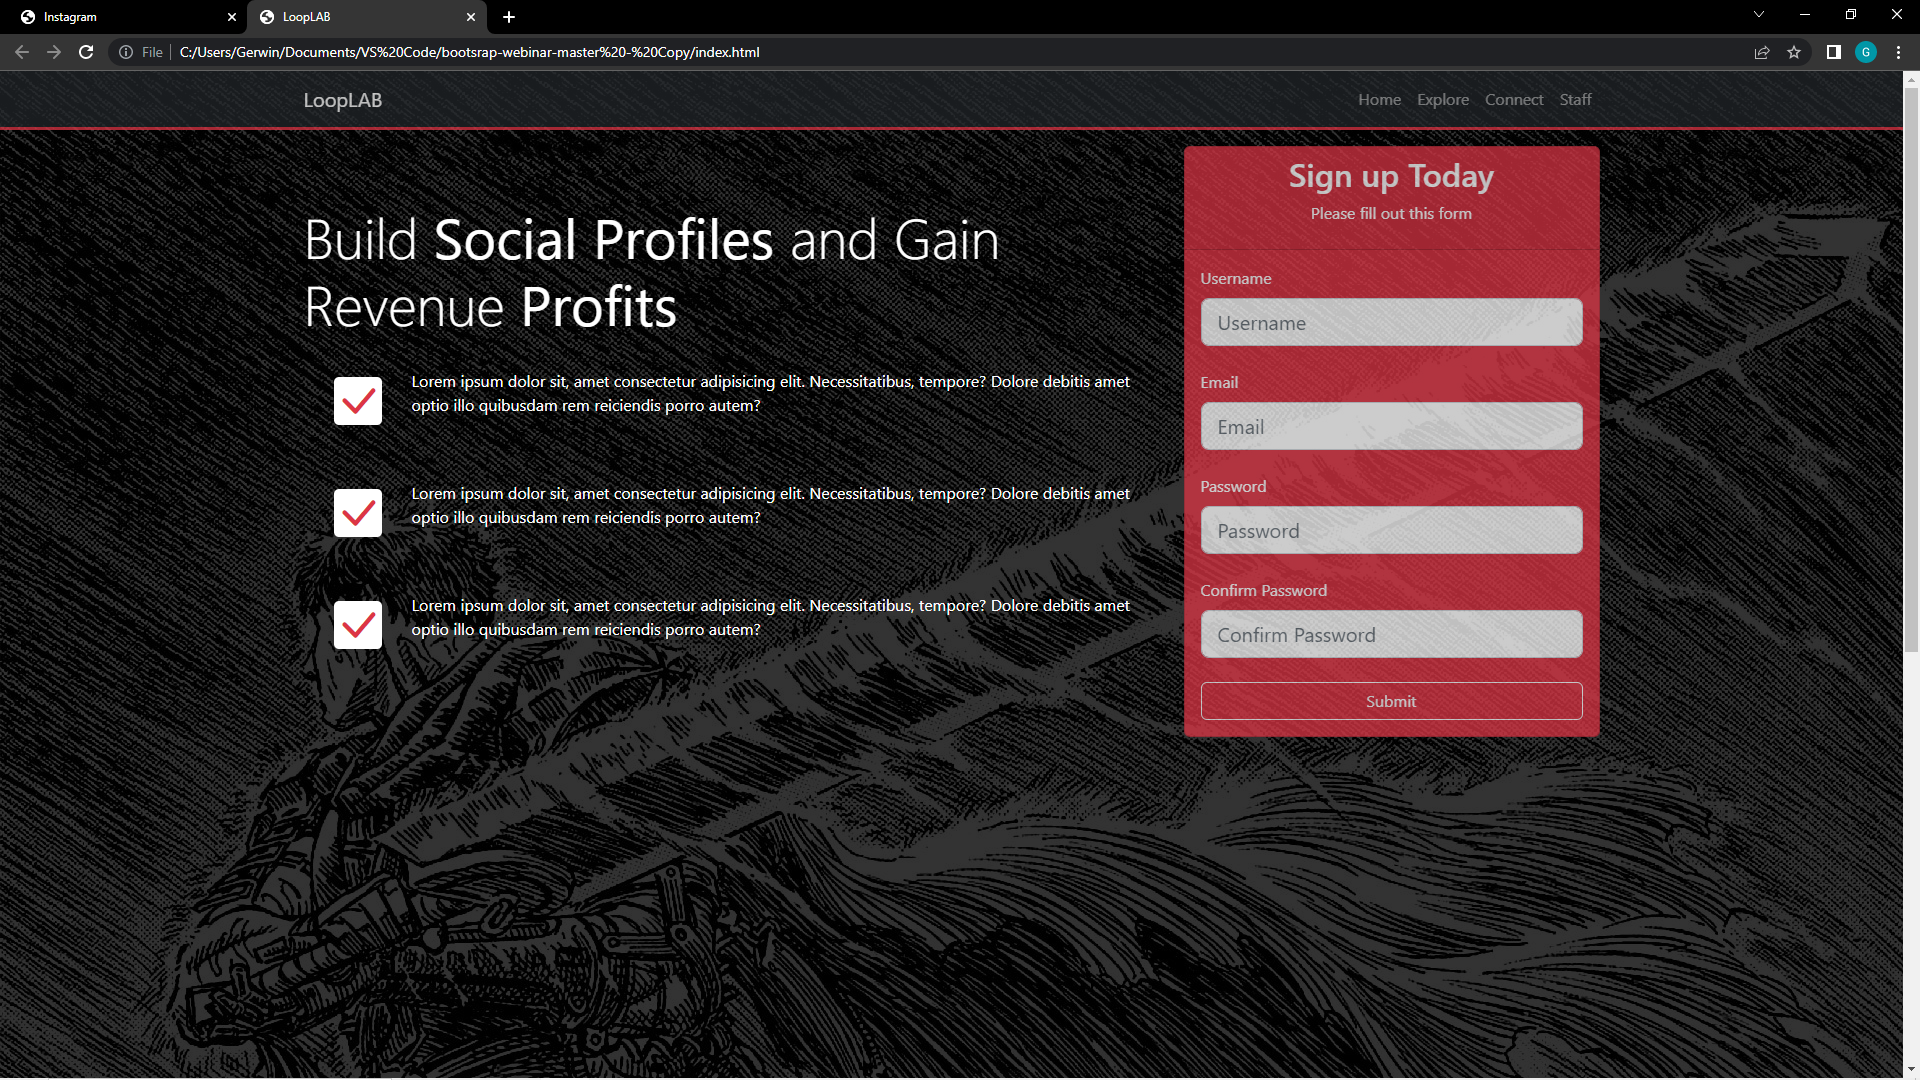 Instagram
LoopLAB
File
C:/Users/Gerwin/Documents/VS%20Code/bootsrap-webinar-master%20-%20Copy/index.html
G
LoopLAB
Home Explore Connect Staff
Build Social Profiles and Gain
Revenue Profits
Lorem ipsum dolor sit, amet consectetur adipisicing elit. Necessitatibus, tempore? Dolore debitis amet
optio illo quibusdam rem reiciendis porro autem?
Lorem ipsum dolor sit, amet consectetur adipisicing elit. Necessitatibus, tempore? Dolore debitis amet
optio illo quibusdam rem reiciendis porro autem?
Lorem ipsum dolor sit, amet consectetur adipisicing elit. Necessitatibus, tempore? Dolore debitis amet
optio illo quibusdam rem reiciendis porro autem?
Sign up Today
Please fill out this form
Username
Username
Email
Email
Password
Password
Confirm Password
Confirm Password
Submit